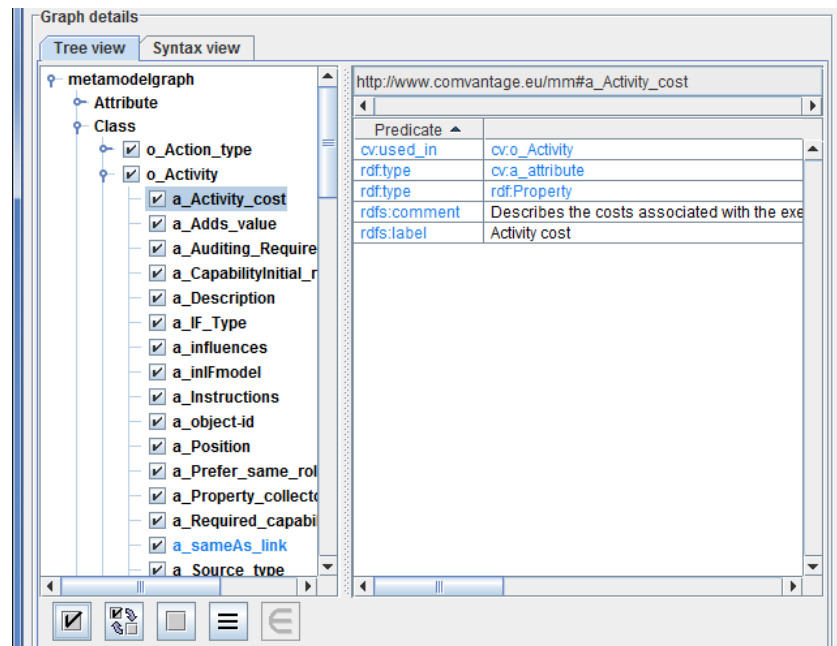 Graph details
Tree view Syntax view
metamodelgraph
Attribute
Class
o_Action_type
o_Activity
a_Activity_cost
a_Adds_value
a_Auditing_Require
a_CapabilityInitial_r
a_Description
a_IF_Type
a_influences
a_inIFmodel
a_Instructions
a_object-id
a_Position
a_Prefer_same_rol
a_Property_collecto
a_Required_capabil
a_sameAs_link
a_Source_type
http://www.comvantage.eu/mm#a_Activity_cost
Predicate
cv:used_in cv:o_Activity
rdf:type cv:a_attribute
rdf:type rdf:Property
rdfs:comment Describes the costs associated with the exe
rdfs:label Activity cost